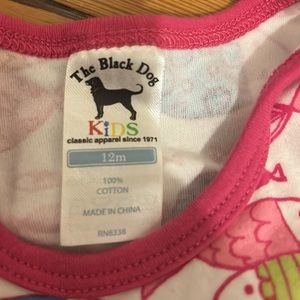 The Black Dog
KiDS
classic apparel since 1971
12m
100%
COTTON
MADE IN CHINA
RN8338